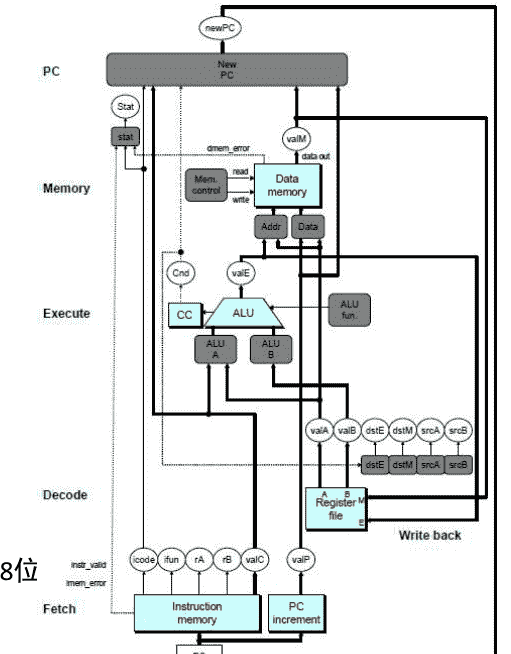 newPC
PC
New
PC
Stat
stat
valM
data out
dmem_error
Memory
Mem.
control
read
write
Data
memory
Addr
Data
Cnd
valE
Execute
CC
ALU
ALU
fun.
ALU
A
ALU
B
valA
valB
dstE
dstM
srcA
srcB
dstE
dstM
srcA
srcB
Decode
A
B
Register
file
M
E
Write back
8位
instr_valid
imem_error
icode
ifun
rA
rB
valC
valP
Fetch
Instruction
memory
PC
increment